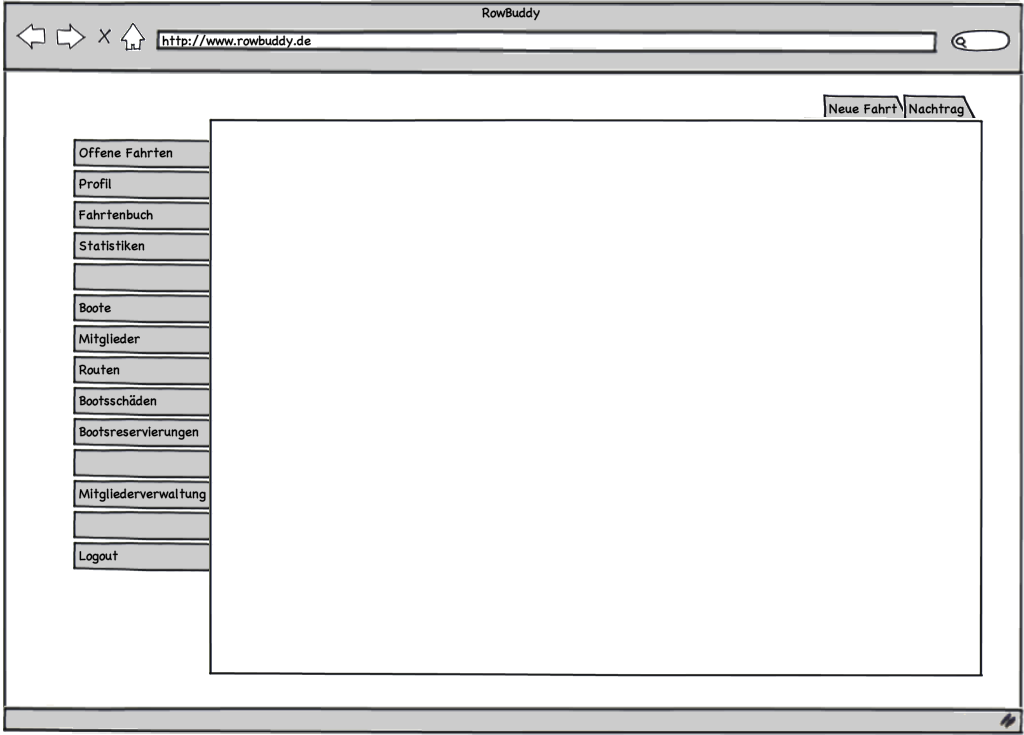 RowBuddy
http://www.rowbuddy.de
Neue Fahrt
Nachtrag
Offene Fahrten
Profil
Fahrtenbuch
Statistiken
Boote
Mitglieder
Routen
Bootsschäden
Bootsreservierungen
Mitgliederverwaltung
Logout